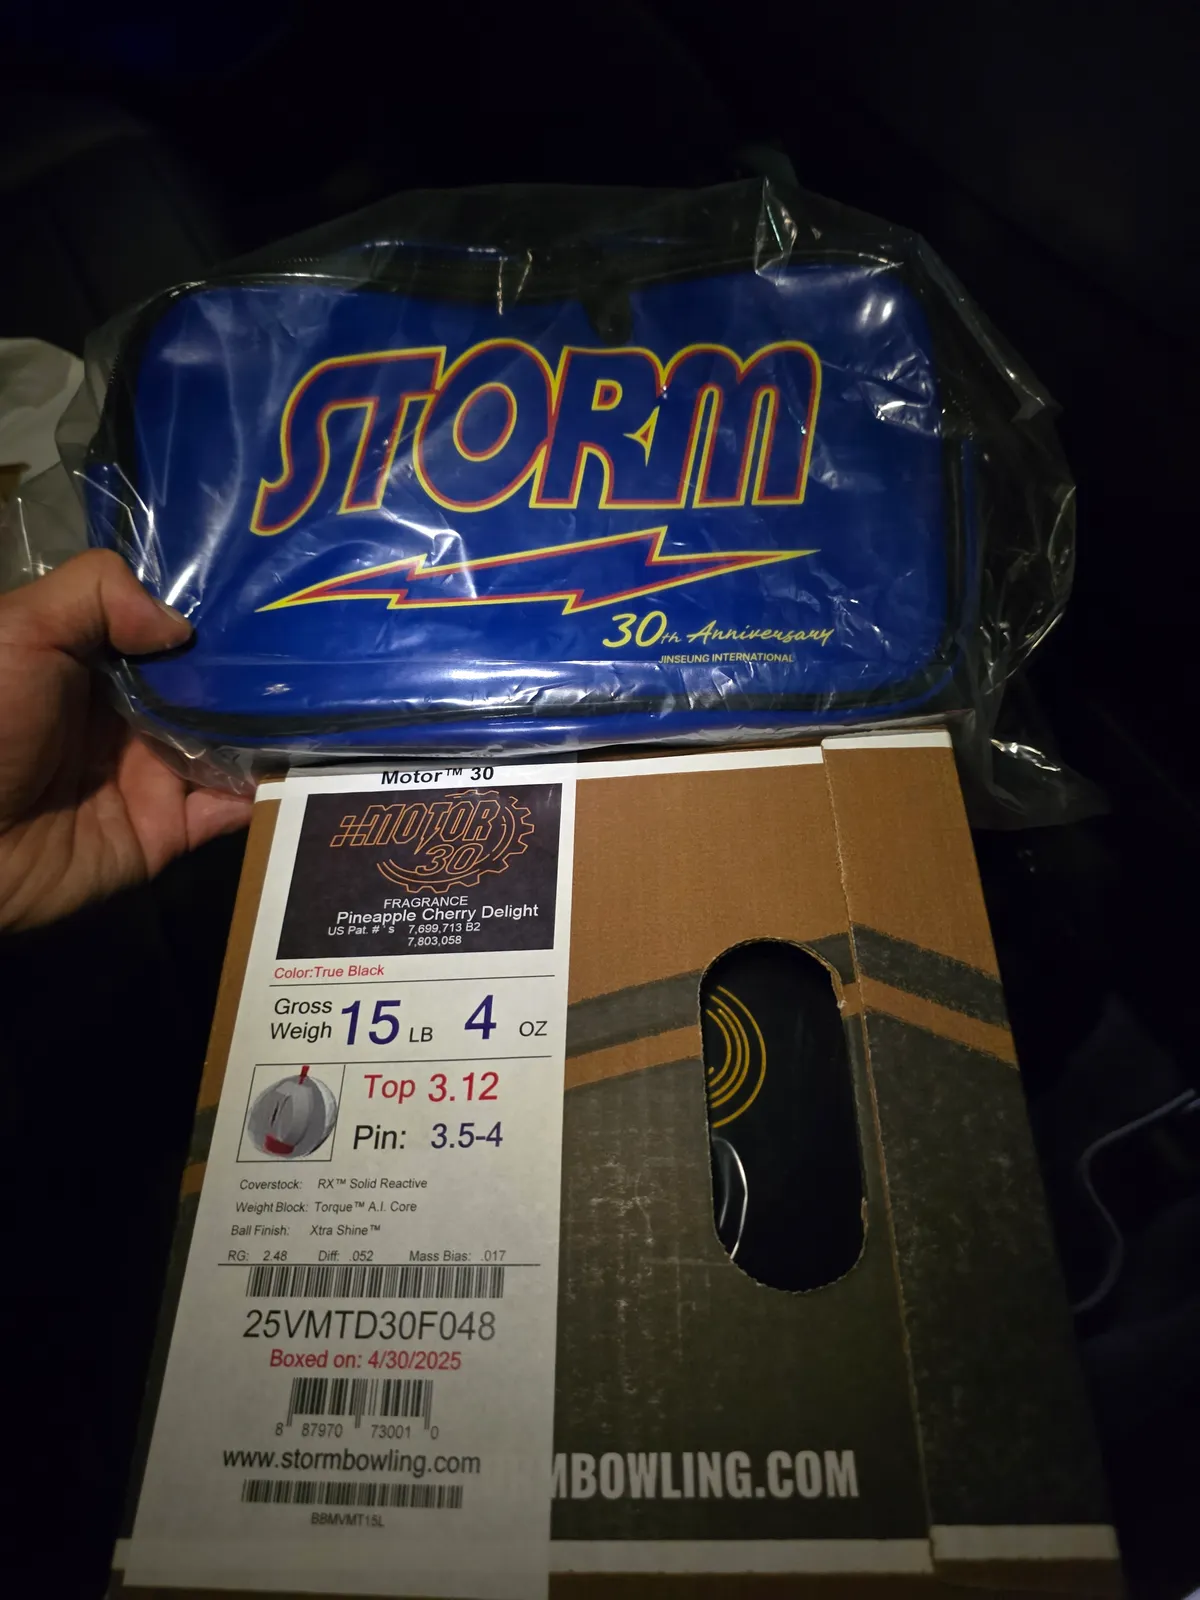 STORM
30th Anniversary
JINSEUNG INTERNATIONAL
Motor™ 30
MOTOR
30
FRAGRANCE
Pineapple Cherry Delight
US Pat. #'s 7,699,713 B2
7,803,058
Color:True Black
Gross
Weigh 15 LB 4 OZ
Top 3.12
Pin: 3.5-4
Coverstock: RX™ Solid Reactive
Weight Block: Torque™ A.I. Core
Ball Finish: Xtra Shine™
RG: 2.48 Diff: .052 Mass Bias: .017
25VMTD30F048
Boxed on: 4/30/2025
8 87970 73001 0
www.stormbowling.com
MBOWLING.COM
BBMVMT15L